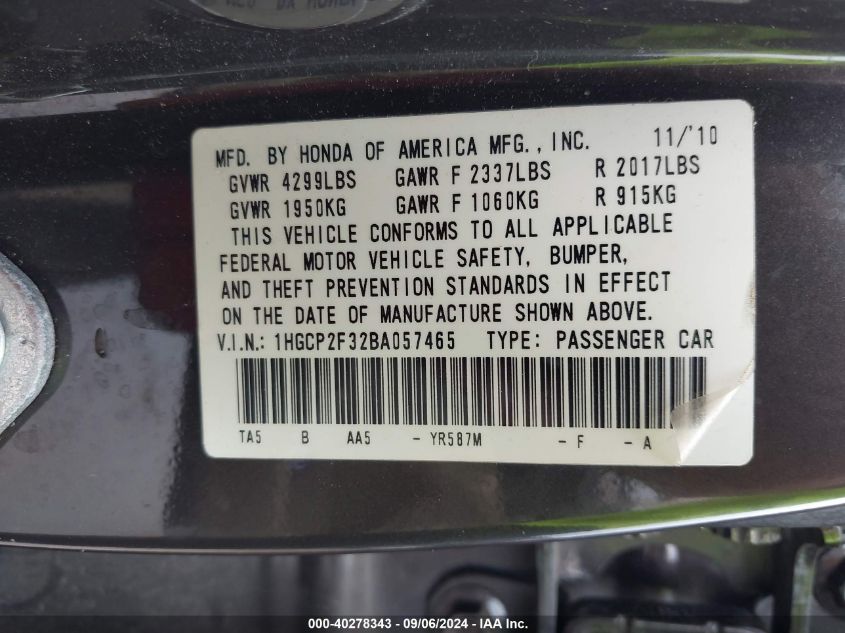 MFD. BY HONDA OF AMERICA MFG., INC. 11/'10
GVWR 4299LBS GAWR F 2337LBS R 2017LBS
GVWR 1950KG GAWR F 1060KG R 915KG
THIS VEHICLE CONFORMS TO ALL APPLICABLE
FEDERAL MOTOR VEHICLE SAFETY, BUMPER,
AND THEFT PREVENTION STANDARDS IN EFFECT
ON THE DATE OF MANUFACTURE SHOWN ABOVE.
V.I.N.: 1HGCP2F32BA057465 TYPE: PASSENGER CAR
TA5 B AA5 - YR587M - F - A
000-40278343 - 09/06/2024 - IAA Inc.